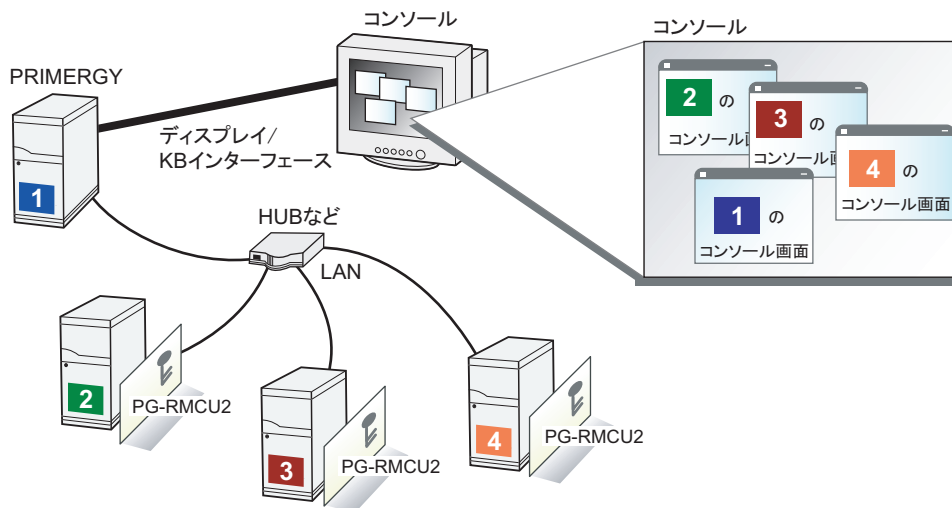 コンソール
PRIMERGY
1
ディスプレイ/
KBインターフェース
HUBなど
LAN
2
PG-RMCU2
3
PG-RMCU2
4
PG-RMCU2
コンソール
2 の
コンソール画
3 の
コンソール画
4 の
コンソール画面
1 の
コンソール画面